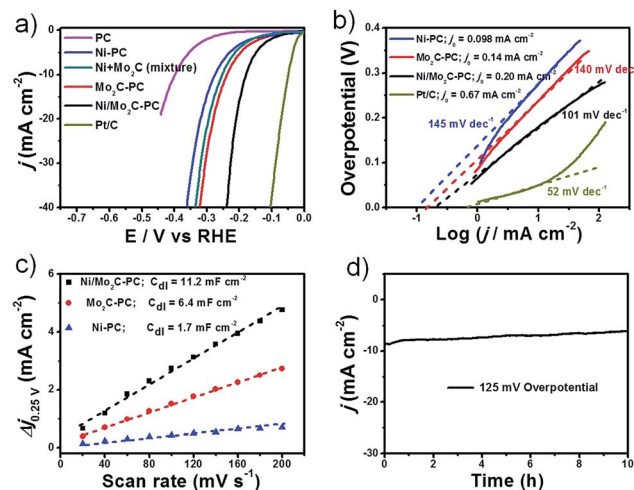 a)
PC
Ni-PC
Ni+Mo2C (mixture)
Mo2C-PC
Ni/Mo2C-PC
Pt/C
j (mA cm-2)
0
-10
-20
-30
-40
-0.7 -0.6 -0.5 -0.4 -0.3 -0.2 -0.1 0.0
E / V vs RHE
b)
Ni-PC; j0 = 0.098 mA cm-2
Mo2C-PC; j0 = 0.14 mA cm-2
Ni/Mo2C-PC; j0 = 0.20 mA cm-2
Pt/C; j0 = 0.67 mA cm-2
140 mV dec-1
145 mV dec-1
101 mV dec-1
52 mV dec-1
Overpotential (V)
0.4
0.3
0.2
0.1
0.0
-1 0 1 2
Log (j / mA cm-2)
c)
Ni/Mo2C-PC; Cdl = 11.2 mF cm-2
Mo2C-PC; Cdl = 6.4 mF cm-2
Ni-PC; Cdl = 1.7 mF cm-2
Δj0.25 V (mA cm-2)
6
5
4
3
2
1
0
40 80 120 160 200
Scan rate (mV s-1)
d)
125 mV Overpotential
j (mA cm-2)
0
-10
-20
-30
0 2 4 6 8 10
Time (h)